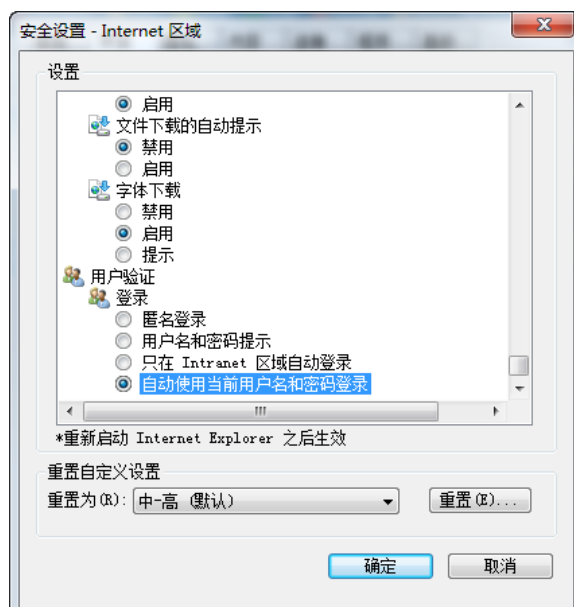 安全设置 - Internet 区域
设置
启用
文件下载的自动提示
禁用
启用
字体下载
禁用
启用
提示
用户验证
登录
匿名登录
用户名和密码提示
只在 Intranet 区域自动登录
自动使用当前用户名和密码登录
*重新启动 Internet Explorer 之后生效
重置自定义设置
重置为(R): 中-高 (默认) 重置(E)...
确定 取消